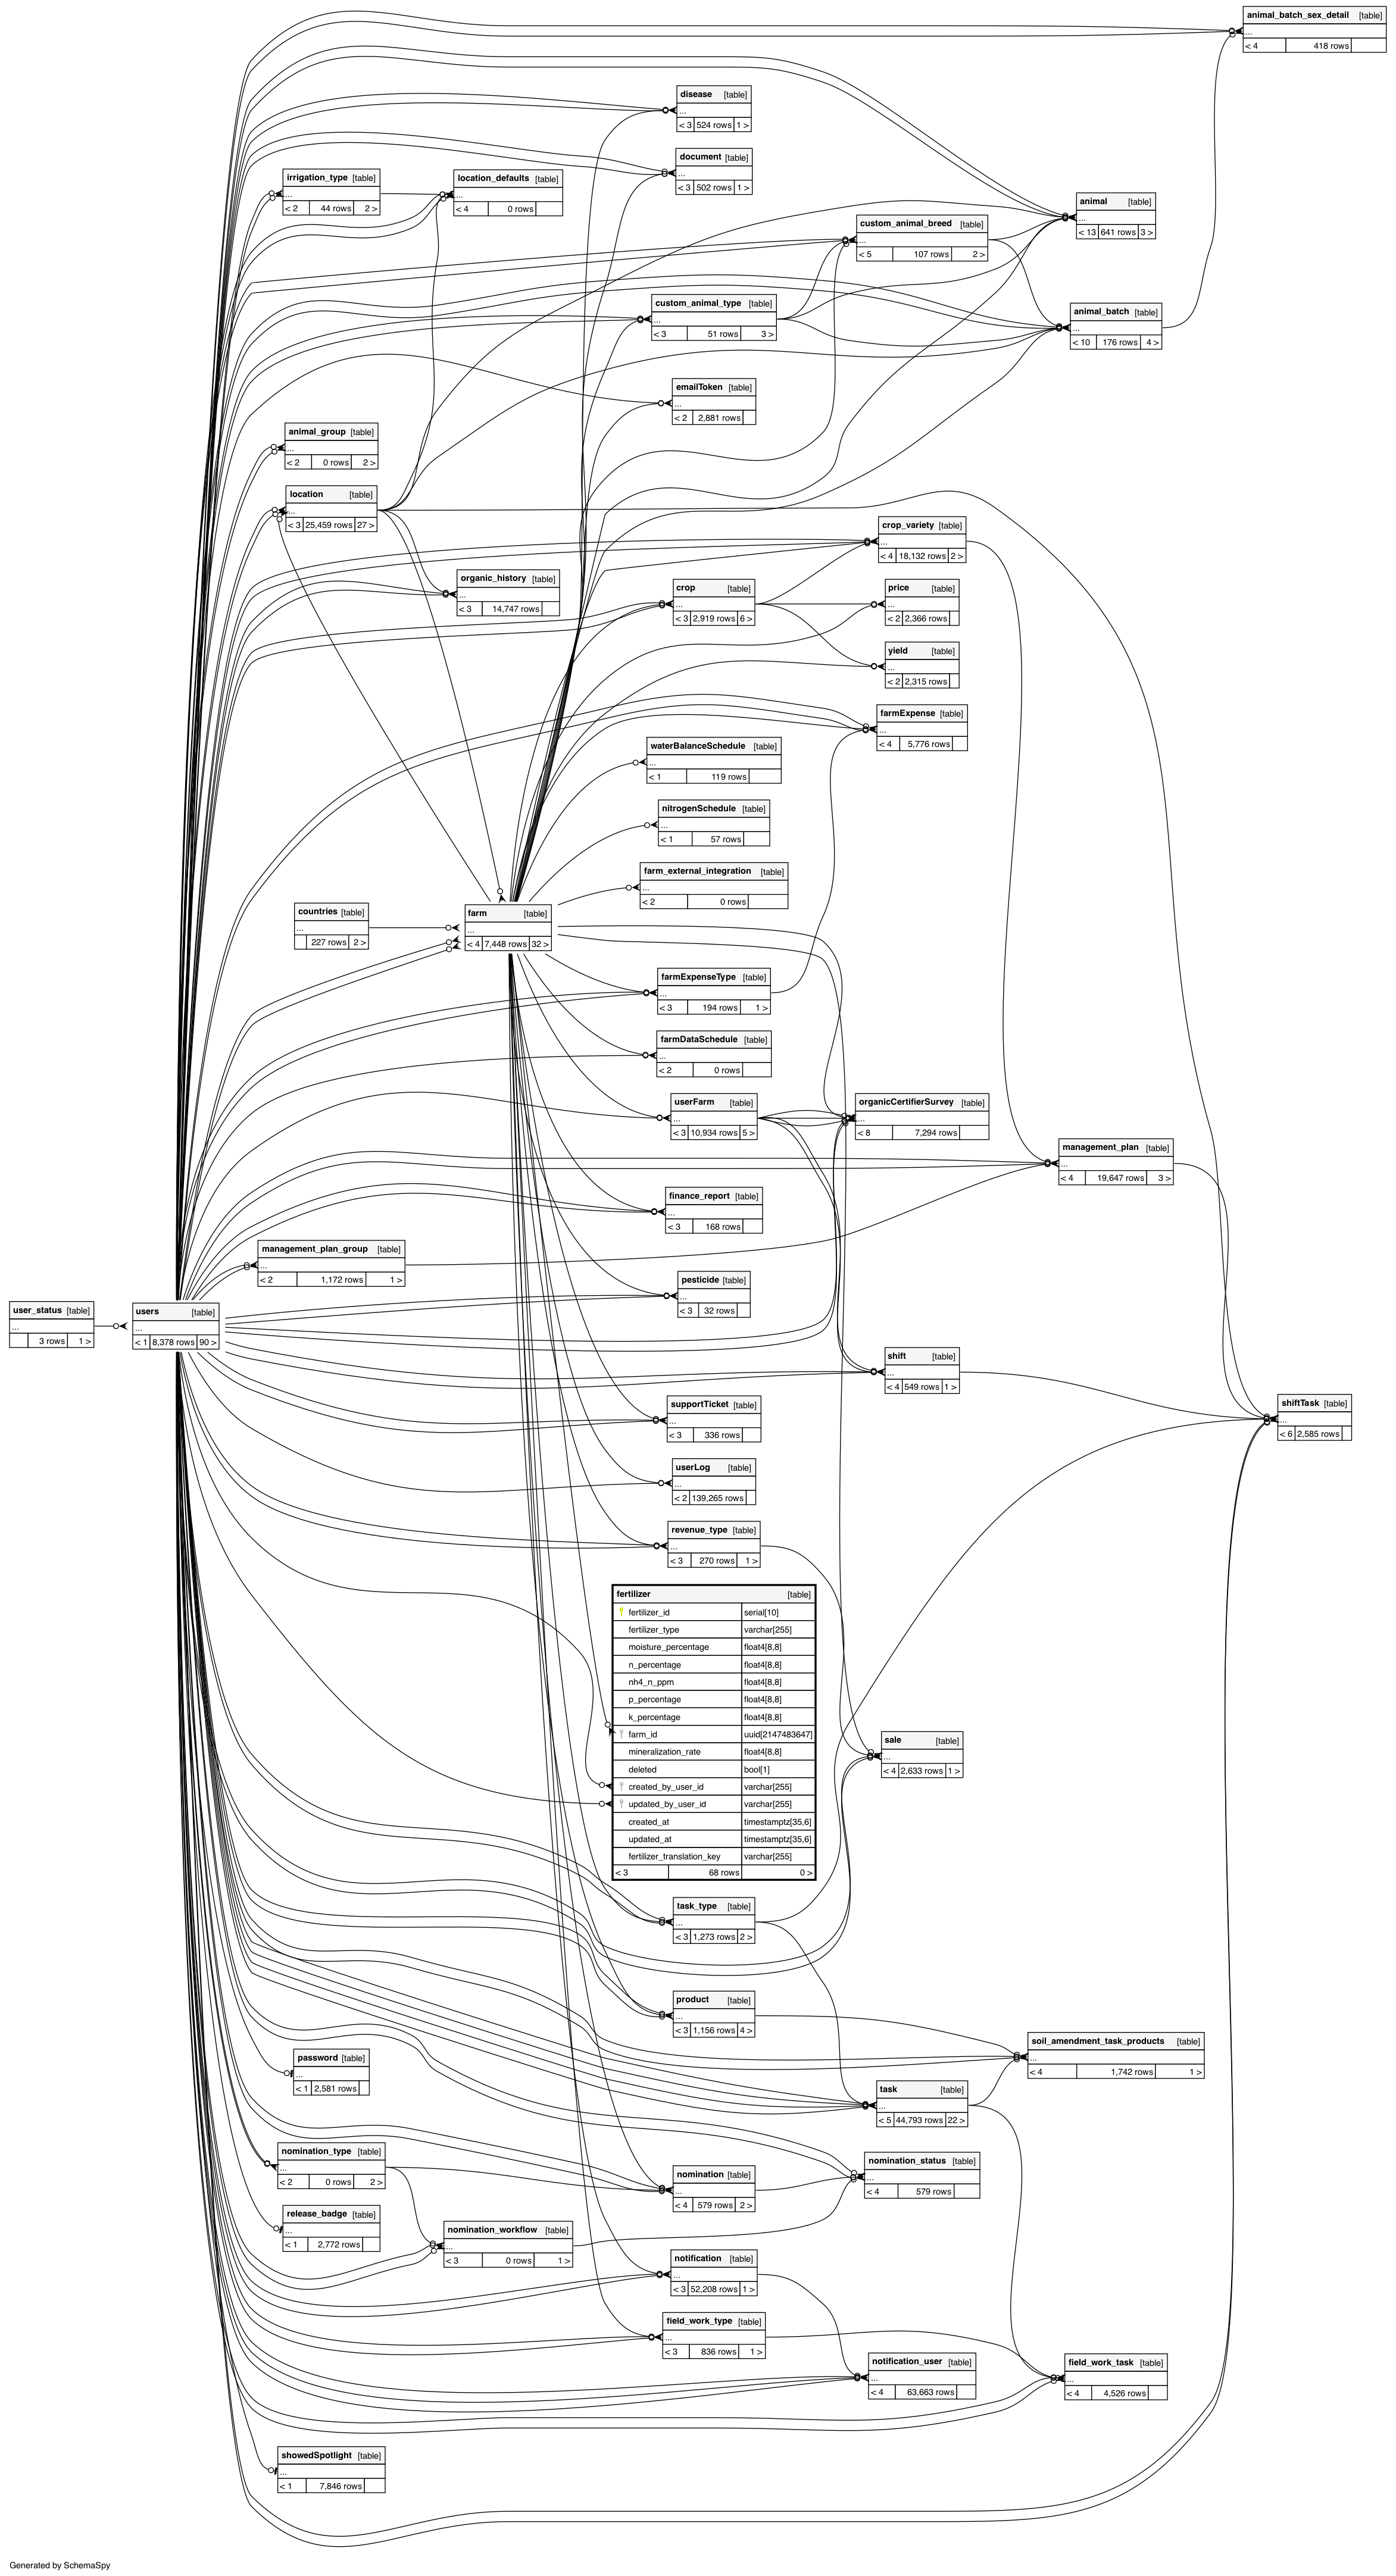 animal_batch_sex_detail [table]
...
< 4 418 rows
disease [table]
...
< 3 524 rows 1 >
document [table]
...
< 3 502 rows 1 >
irrigation_type [table]
...
< 2 44 rows 2 >
location_defaults [table]
...
< 4 0 rows
animal [table]
...
< 13 641 rows 3 >
custom_animal_breed [table]
...
< 5 107 rows 2 >
custom_animal_type [table]
...
< 3 51 rows 3 >
animal_batch [table]
...
< 10 176 rows 4 >
emailToken [table]
...
< 2 2,881 rows
animal_group [table]
...
< 2 0 rows 2 >
location [table]
...
< 3 25,459 rows 27 >
crop_variety [table]
...
< 4 18,132 rows 2 >
organic_history [table]
...
< 3 14,747 rows
crop [table]
...
< 3 2,919 rows 6 >
price [table]
...
< 2 2,366 rows
yield [table]
...
< 2 2,315 rows
farmExpense [table]
...
< 4 5,776 rows
waterBalanceSchedule [table]
...
< 1 119 rows
nitrogenSchedule [table]
...
< 1 57 rows
farm_external_integration [table]
...
< 2 0 rows
countries [table]
...
227 rows 2 >
farm [table]
...
< 4 7,448 rows 32 >
farmExpenseType [table]
...
< 3 194 rows 1 >
farmDataSchedule [table]
...
< 2 0 rows
userFarm [table]
...
< 3 10,934 rows 5 >
organicCertifierSurvey [table]
...
< 8 7,294 rows
management_plan [table]
...
< 4 19,647 rows 3 >
finance_report [table]
...
< 3 168 rows
management_plan_group [table]
...
< 2 1,172 rows 1 >
pesticide [table]
...
< 3 32 rows
user_status [table]
...
3 rows 1 >
users [table]
...
< 1 8,378 rows 90 >
shift [table]
...
< 4 549 rows 1 >
supportTicket [table]
...
< 3 336 rows
shiftTask [table]
...
< 6 2,585 rows
userLog [table]
...
< 2 139,265 rows
revenue_type [table]
...
< 3 270 rows 1 >
fertilizer [table]
fertilizer_id serial[10]
fertilizer_type varchar[255]
moisture_percentage float4[8,8]
n_percentage float4[8,8]
nh4_n_ppm float4[8,8]
p_percentage float4[8,8]
k_percentage float4[8,8]
farm_id uuid[2147483647]
mineralization_rate float4[8,8]
deleted bool[1]
created_by_user_id varchar[255]
updated_by_user_id varchar[255]
created_at timestamptz[35,6]
updated_at timestamptz[35,6]
fertilizer_translation_key varchar[255]
< 3 68 rows 0 >
sale [table]
...
< 4 2,633 rows 1 >
task_type [table]
...
< 3 1,273 rows 2 >
product [table]
...
< 3 1,156 rows 4 >
soil_amendment_task_products [table]
...
< 4 1,742 rows 1 >
password [table]
...
< 1 2,581 rows
task [table]
...
< 5 44,793 rows 22 >
nomination_type [table]
...
< 2 0 rows 2 >
nomination_status [table]
...
< 4 579 rows
nomination [table]
...
< 4 579 rows 2 >
release_badge [table]
...
< 1 2,772 rows
nomination_workflow [table]
...
< 3 0 rows 1 >
notification [table]
...
< 3 52,208 rows 1 >
field_work_type [table]
...
< 3 836 rows 1 >
notification_user [table]
...
< 4 63,663 rows
field_work_task [table]
...
< 4 4,526 rows
showedSpotlight [table]
...
< 1 7,846 rows
Generated by SchemaSpy